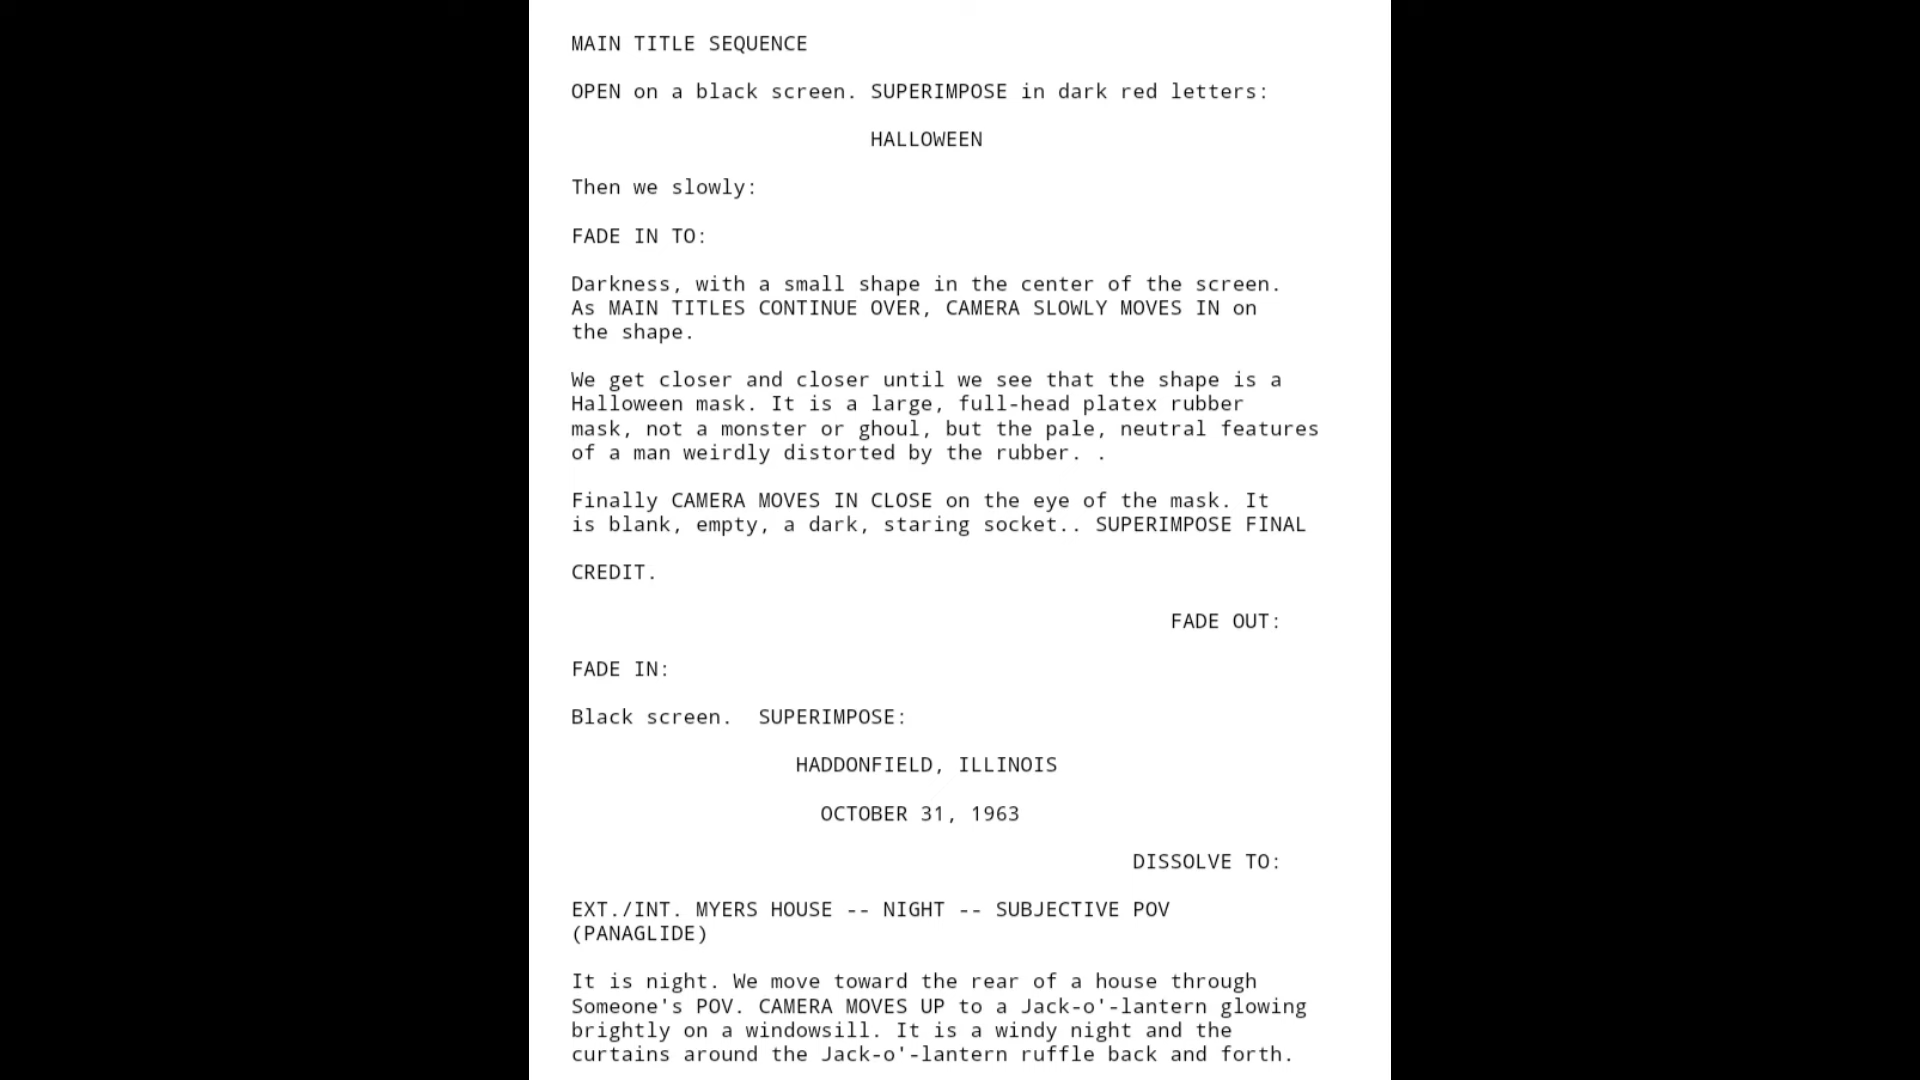 MAIN TITLE SEQUENCE
OPEN on a black screen. SUPERIMPOSE in dark red letters:
HALLOWEEN
Then we slowly:
FADE IN TO:
Darkness, with a small shape in the center of the screen.
As MAIN TITLES CONTINUE OVER, CAMERA SLOWLY MOVES IN on
the shape.
We get closer and closer until we see that the shape is a
Halloween mask. It is a large, full-head platex rubber
mask, not a monster or ghoul, but the pale, neutral features
of a man weirdly distorted by the rubber. .
Finally CAMERA MOVES IN CLOSE on the eye of the mask. It
is blank, empty, a dark, staring socket.. SUPERIMPOSE FINAL
CREDIT.
FADE OUT:
FADE IN:
Black screen.  SUPERIMPOSE:
HADDONFIELD, ILLINOIS
OCTOBER 31, 1963
DISSOLVE TO:
EXT./INT. MYERS HOUSE -- NIGHT -- SUBJECTIVE POV
(PANAGLIDE)
It is night. We move toward the rear of a house through
Someone's POV. CAMERA MOVES UP to a Jack-o'-lantern glowing
brightly on a windowsill. It is a windy night and the
curtains around the Jack-o'-lantern ruffle back and forth.